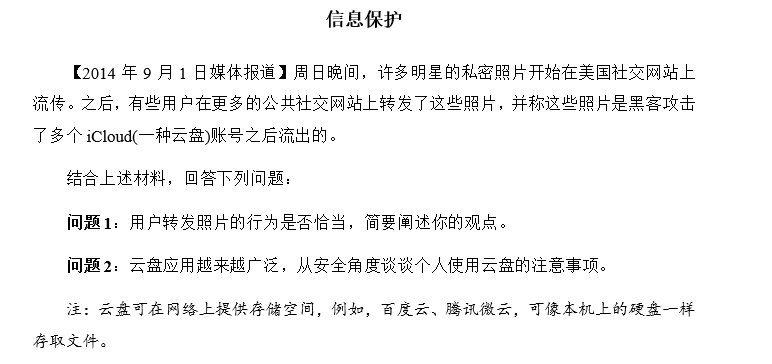 信息保护
【2014 年 9 月 1 日媒体报道】周日晚间，许多明星的私密照片开始在美国社交网站上
流传。之后，有些用户在更多的公共社交网站上转发了这些照片，并称这些照片是黑客攻击
了多个 iCloud(一种云盘)账号之后流出的。
结合上述材料，回答下列问题：
问题 1：用户转发照片的行为是否恰当，简要阐述你的观点。
问题 2：云盘应用越来越广泛，从安全角度谈谈个人使用云盘的注意事项。
注：云盘可在网络上提供存储空间，例如，百度云、腾讯微云，可像本机上的硬盘一样
存取文件。